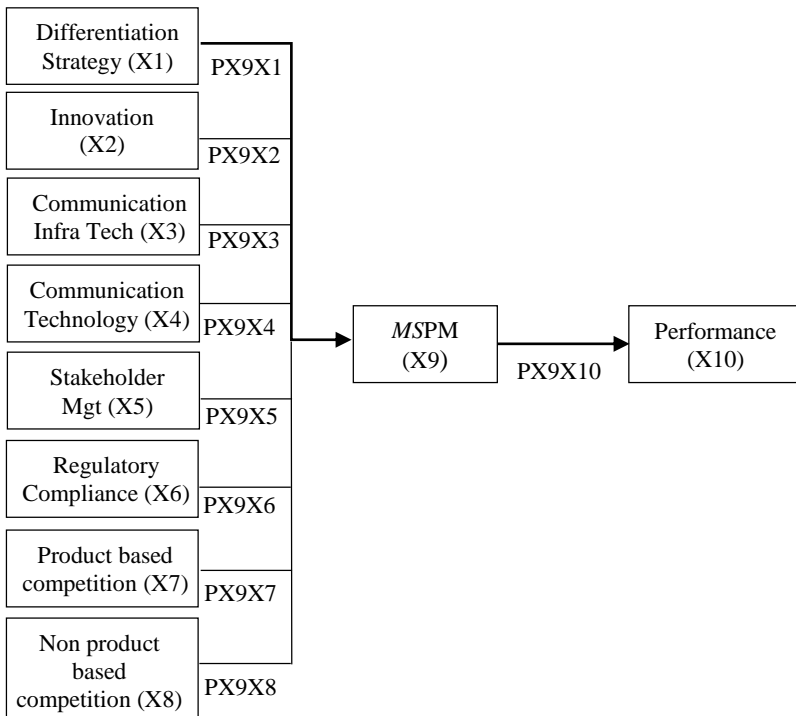 Differentiation
Strategy (X1)
PX9X1
Innovation
(X2)
PX9X2
Communication
Infra Tech (X3)
PX9X3
Communication
Technology (X4)
PX9X4
Stakeholder
Mgt (X5)
PX9X5
Regulatory
Compliance (X6)
PX9X6
Product based
competition (X7)
PX9X7
Non product
based
competition (X8)
PX9X8
MSPM
(X9)
PX9X10
Performance
(X10)